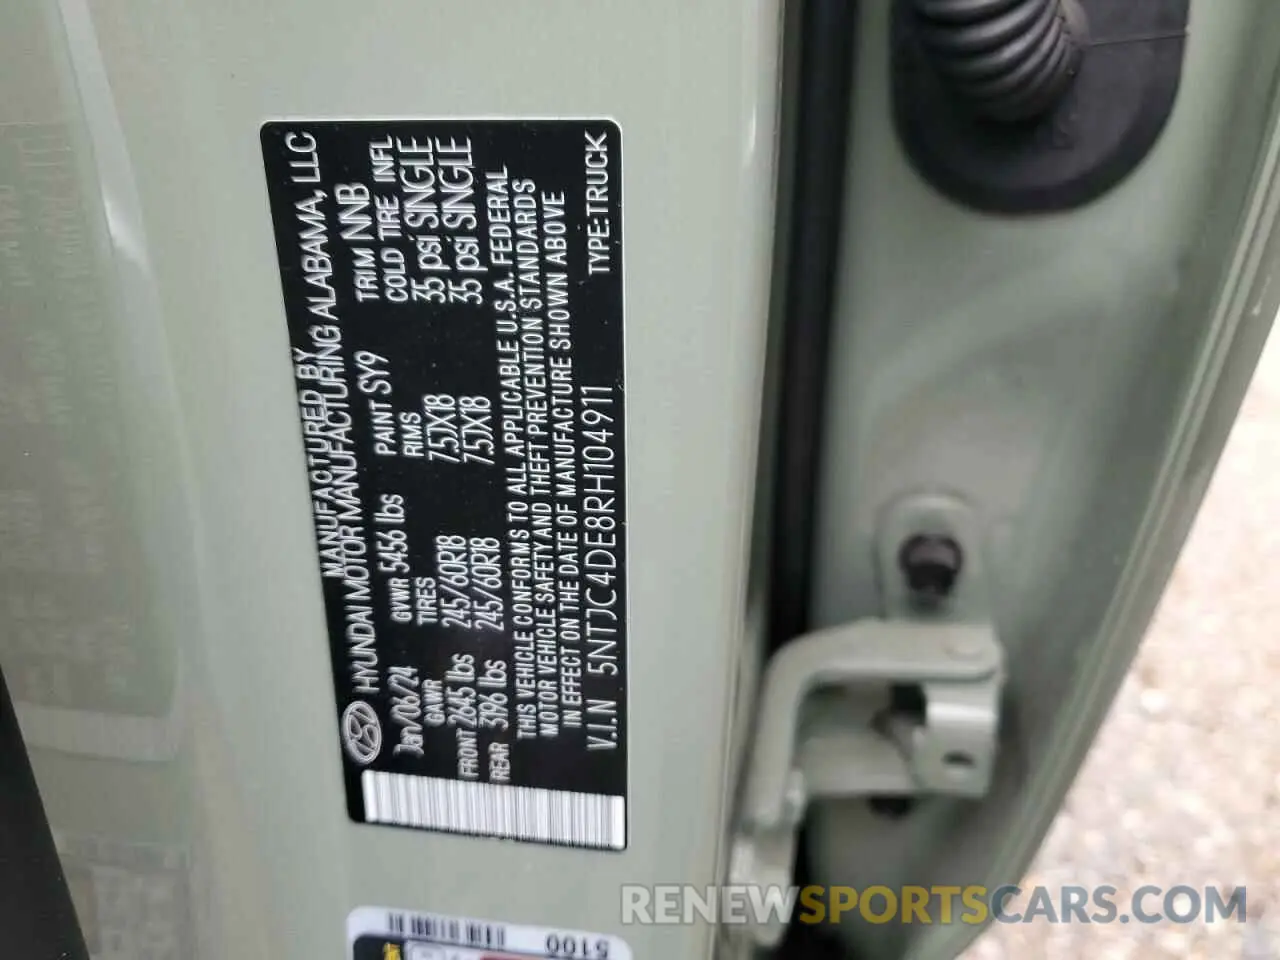 MANUFACTURED BY
HYUNDAI MOTOR MANUFACTURING ALABAMA, LLC
Jan/06/24 GVWR 5456 lbs PAINT SY9 TRIM NNB
GAWR TIRES RIMS COLD TIRE INFL
FRONT 2645 lbs 245/60R18 7.5JX18 35 psi SINGLE
REAR 3196 lbs 245/60R18 7.5JX18 35 psi SINGLE
THIS VEHICLE CONFORMS TO ALL APPLICABLE U.S.A. FEDERAL
MOTOR VEHICLE SAFETY AND THEFT PREVENTION STANDARDS
IN EFFECT ON THE DATE OF MANUFACTURE SHOWN ABOVE
V.I.N 5NTJC4DE8RH104911 TYPE:TRUCK
5100
RENEWSPORTSCARS.COM